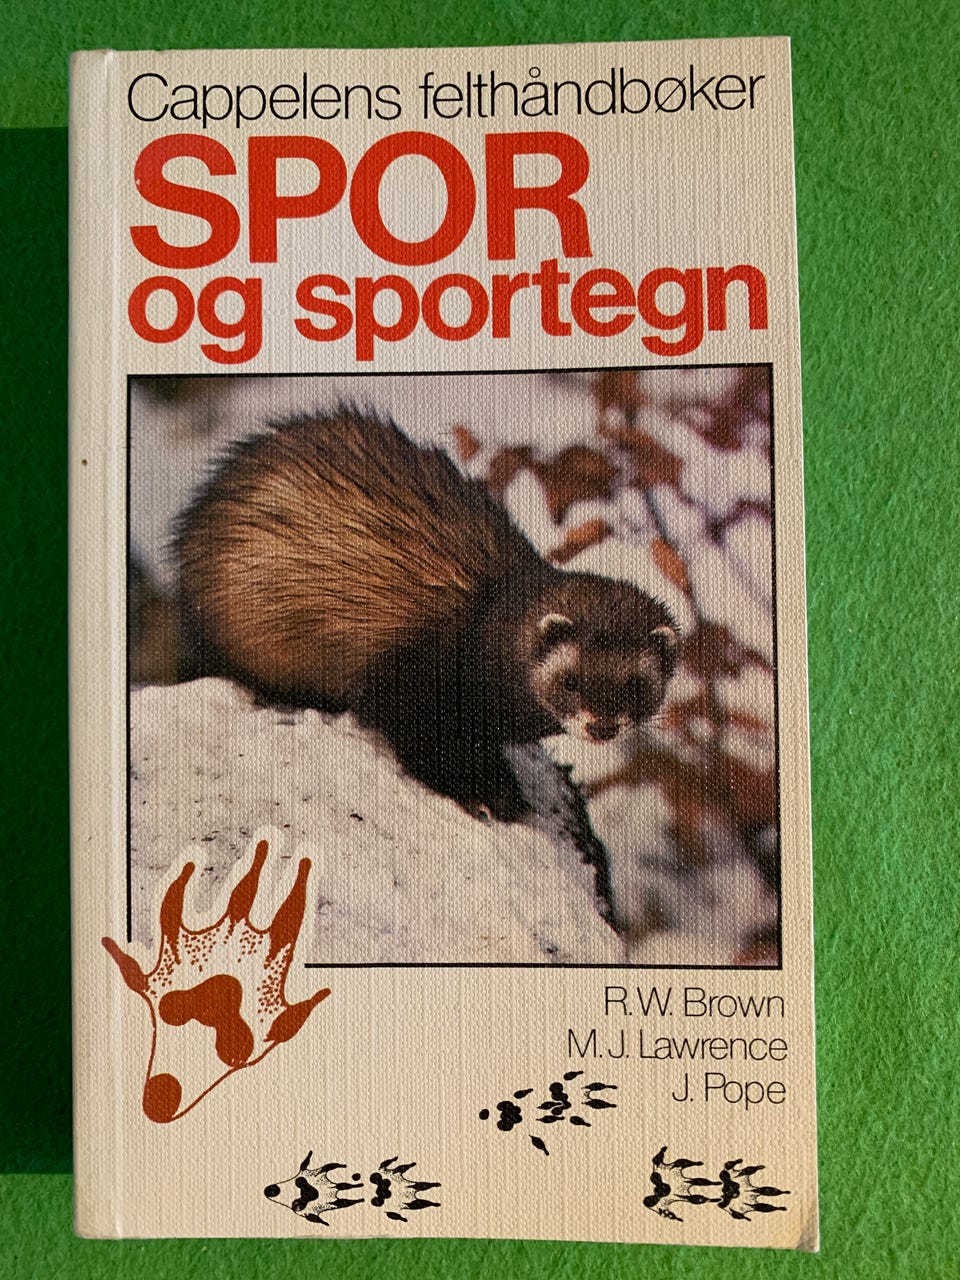 Cappelens felthåndbøker
SPOR
og sportegn
R.W. Brown
M.J. Lawrence
J. Pope